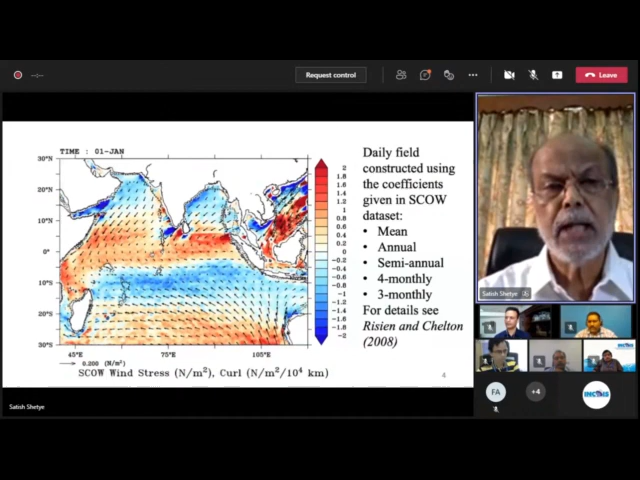 --:--
Request control
Leave
TIME : 01-JAN
30°N
20°N
10°N
0°
10°S
20°S
30°S
45°E
75°E
105°E
2
1.8
1.6
1.4
1.2
1
0.8
0.6
0.4
0.2
0
-0.2
-0.4
-0.6
-0.8
-1
-1.2
-1.4
-1.6
-1.8
-2
0.200 (N/m²)
SCOW Wind Stress (N/m²), Curl (N/m²/10⁴ km)
Daily field
constructed using
the coefficients
given in SCOW
dataset:
• Mean
• Annual
• Semi-annual
• 4-monthly
• 3-monthly
For details see
Risien and Chelton
(2008)
4
Satish Shetye
Satish Shetye
FA
+4
INCOIS